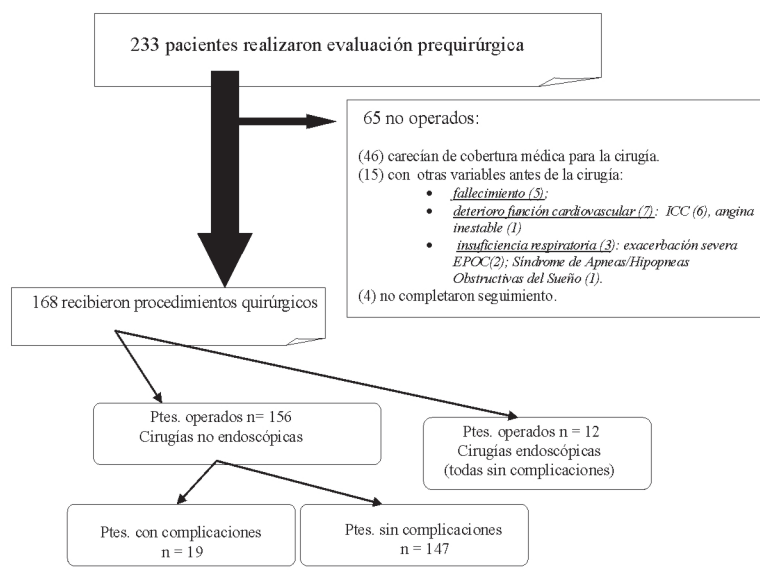 233 pacientes realizaron evaluación prequirúrgica
65 no operados:
(46) carecían de cobertura médica para la cirugía.
(15) con otras variables antes de la cirugía:
• fallecimiento (5);
• deterioro función cardiovascular (7): ICC (6), angina
inestable (1)
• insuficiencia respiratoria (3): exacerbación severa
EPOC(2); Síndrome de Apneas/Hipopneas
Obstructivas del Sueño (1).
(4) no completaron seguimiento.
168 recibieron procedimientos quirúrgicos
Ptes. operados n= 156
Cirugías no endoscópicas
Ptes. operados n = 12
Cirugías endoscópicas
(todas sin complicaciones)
Ptes. con complicaciones
n = 19
Ptes. sin complicaciones
n = 147